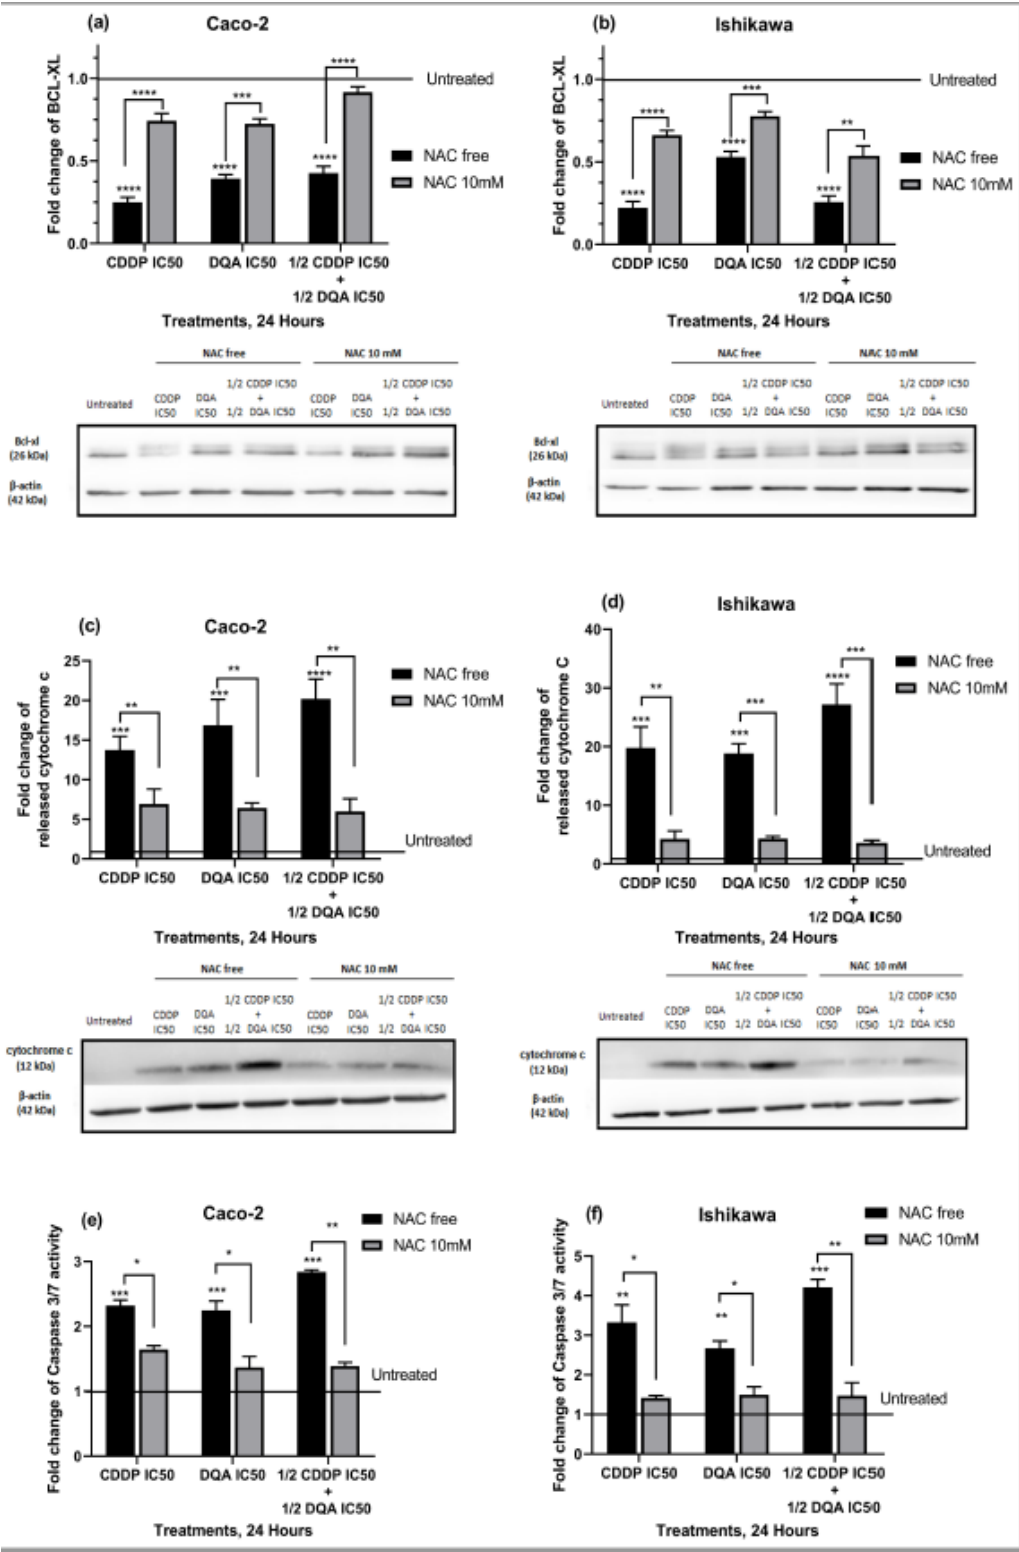 (a) Caco-2
Fold change of BCL-XL
1.0
0.5
0.0
****
****
****
***
****
****
Untreated
NAC free
NAC 10mM
CDDP IC50 DQA IC50 1/2 CDDP IC50
+
1/2 DQA IC50
Treatments, 24 Hours
NAC free NAC 10 mM
Untreated CDDP IC50 DQA IC50 1/2 CDDP IC50 + 1/2 DQA IC50 CDDP IC50 DQA IC50 1/2 CDDP IC50 + 1/2 DQA IC50
Bcl-xl
(26 kDa)
β-actin
(42 kDa)
(b) Ishikawa
Fold change of BCL-XL
1.0
0.5
0.0
****
****
****
***
****
**
Untreated
NAC free
NAC 10mM
CDDP IC50 DQA IC50 1/2 CDDP IC50
+
1/2 DQA IC50
Treatments, 24 Hours
NAC free NAC 10 mM
Untreated CDDP IC50 DQA IC50 1/2 CDDP IC50 + 1/2 DQA IC50 CDDP IC50 DQA IC50 1/2 CDDP IC50 + 1/2 DQA IC50
Bcl-xl
(26 kDa)
β-actin
(42 kDa)
(c) Caco-2
Fold change of
released cytochrome c
25
20
15
10
5
0
***
**
***
**
****
**
NAC free
NAC 10mM
Untreated
CDDP IC50 DQA IC50 1/2 CDDP IC50
+
1/2 DQA IC50
Treatments, 24 Hours
NAC free NAC 10 mM
Untreated CDDP IC50 DQA IC50 1/2 CDDP IC50 + 1/2 DQA IC50 CDDP IC50 DQA IC50 1/2 CDDP IC50 + 1/2 DQA IC50
cytochrome c
(12 kDa)
β-actin
(42 kDa)
(d) Ishikawa
Fold change of
released cytochrome C
40
30
20
10
0
***
**
***
***
****
***
NAC free
NAC 10mM
Untreated
CDDP IC50 DQA IC50 1/2 CDDP IC50
+
1/2 DQA IC50
Treatments, 24 Hours
NAC free NAC 10 mM
Untreated CDDP IC50 DQA IC50 1/2 CDDP IC50 + 1/2 DQA IC50 CDDP IC50 DQA IC50 1/2 CDDP IC50 + 1/2 DQA IC50
cytochrome c
(12 kDa)
β-actin
(42 kDa)
(e) Caco-2
Fold change of Caspase 3/7 activity
3
2
1
0
***
*
***
*
***
**
NAC free
NAC 10mM
Untreated
CDDP IC50 DQA IC50 1/2 CDDP IC50
+
1/2 DQA IC50
Treatments, 24 Hours
(f) Ishikawa
Fold change of Caspase 3/7 activity
5
4
3
2
1
0
**
*
**
*
***
**
NAC free
NAC 10mM
Untreated
CDDP IC50 DQA IC50 1/2 CDDP IC50
+
1/2 DQA IC50
Treatments, 24 Hours